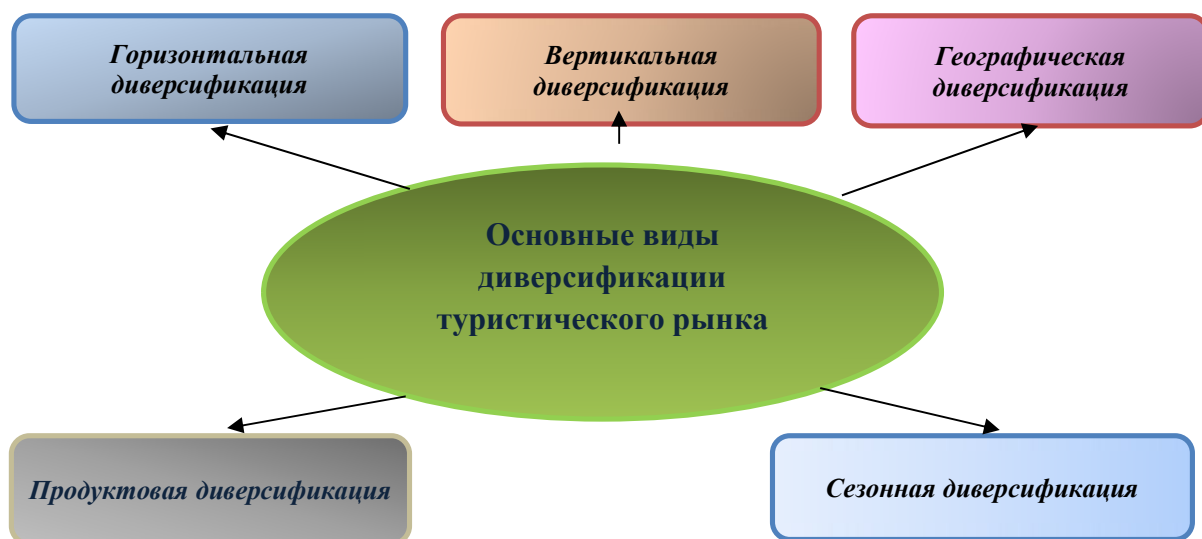 Горизонтальная
диверсификация
Вертикальная
диверсификация
Географическая
диверсификация
Основные виды
диверсификации
туристического рынка
Продуктовая диверсификация
Сезонная диверсификация